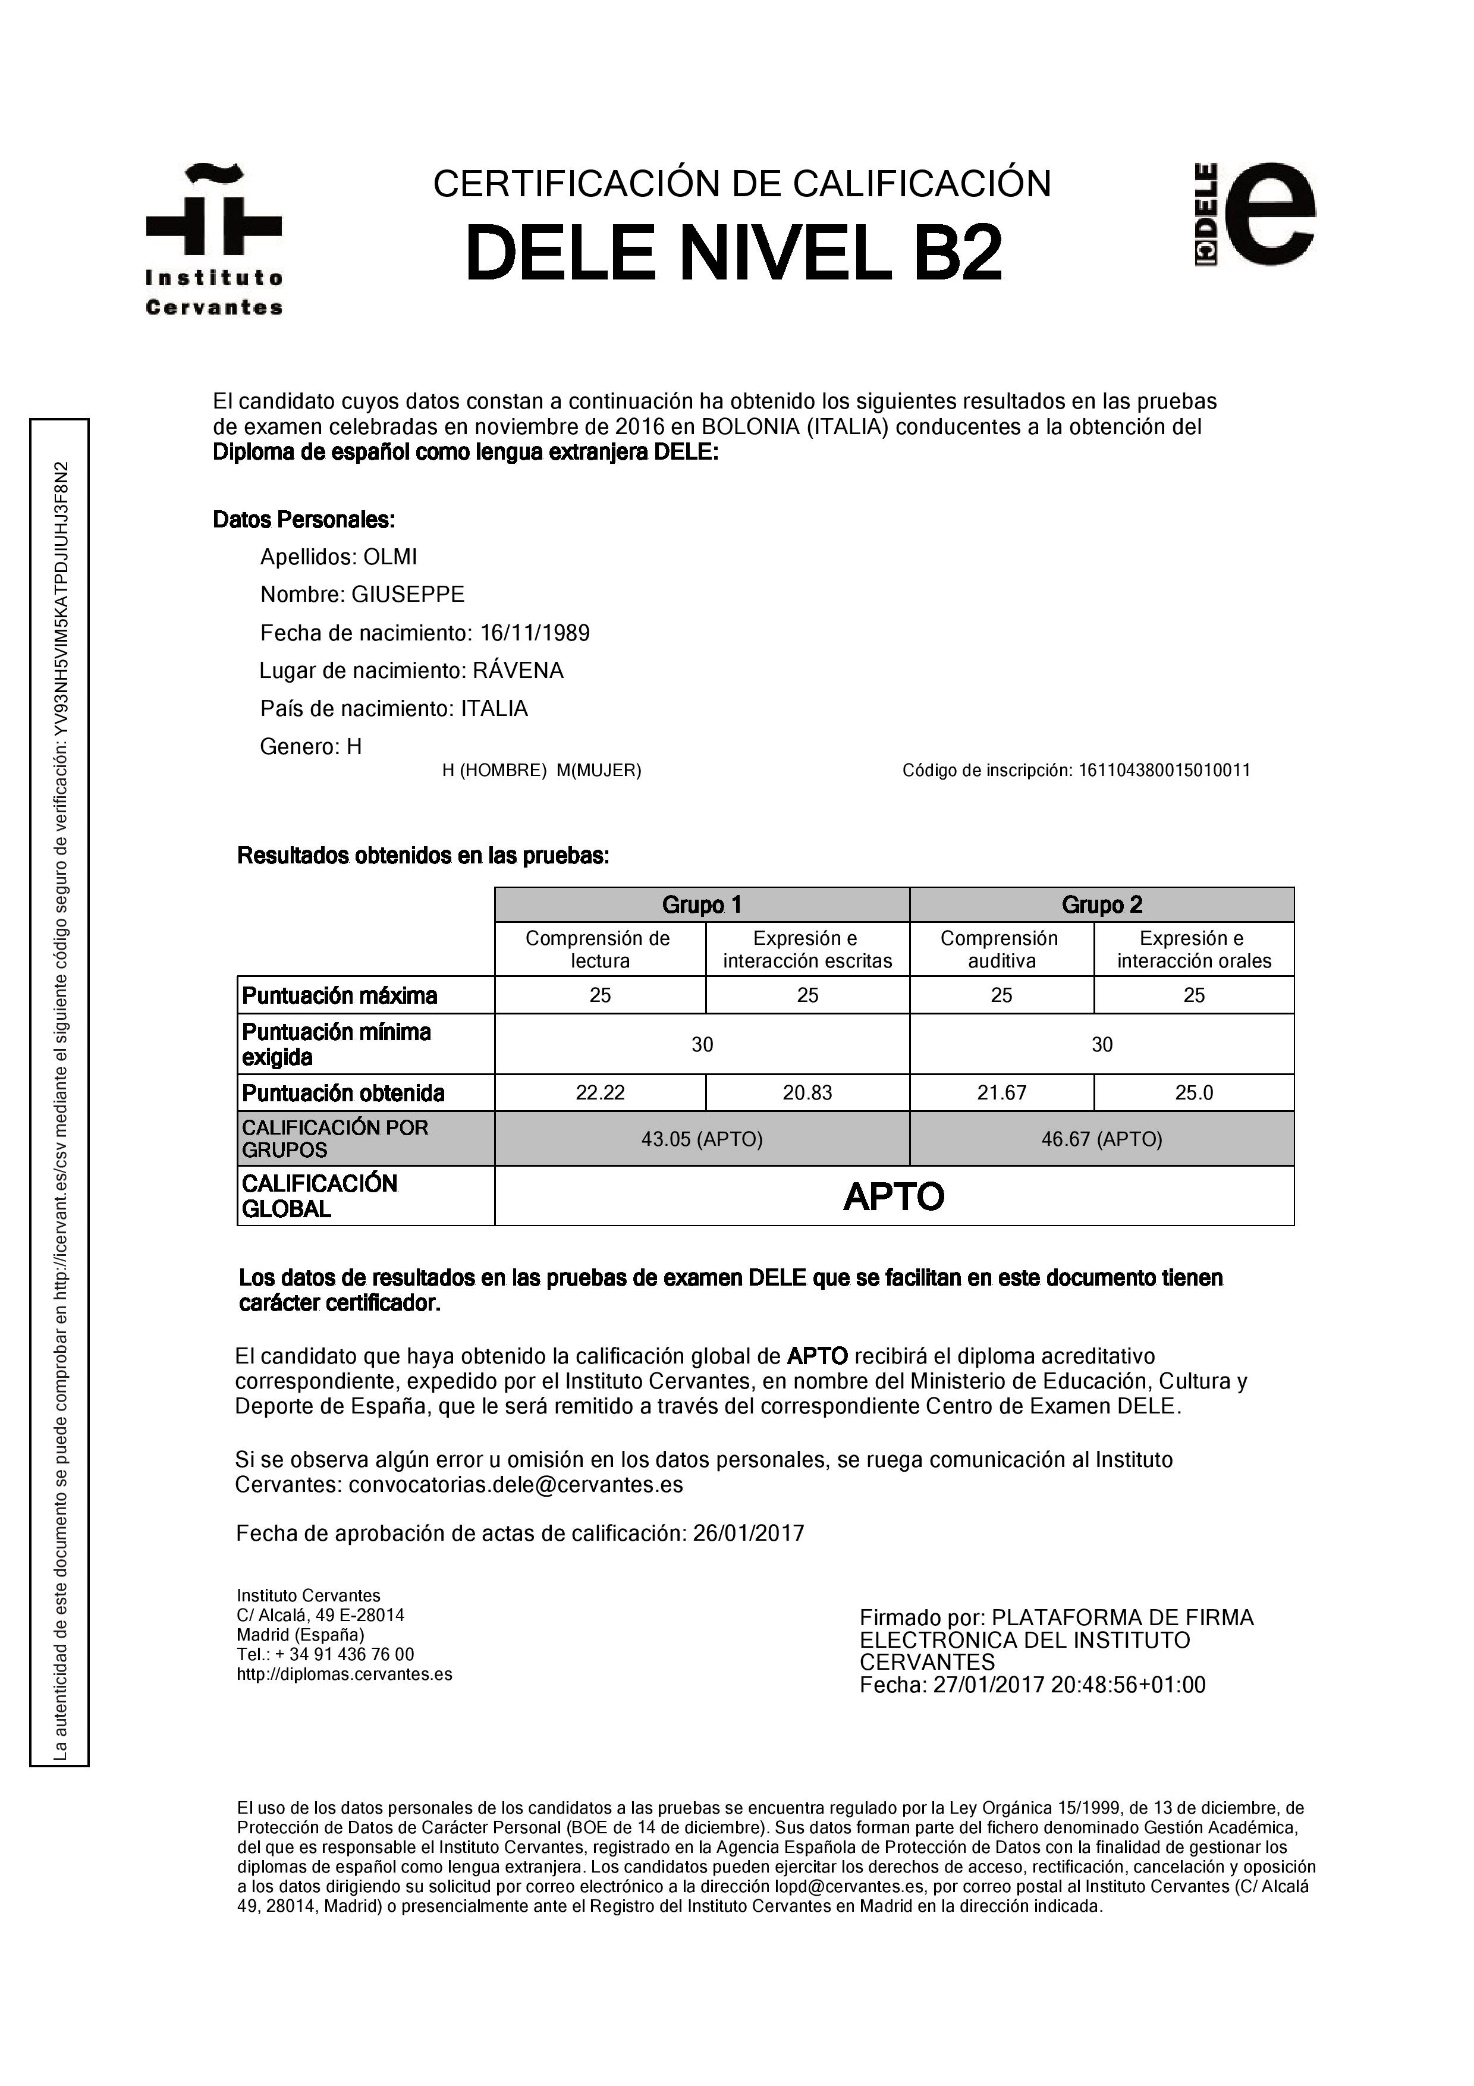 Instituto
Cervantes
CERTIFICACIÓN DE CALIFICACIÓN
DELE NIVEL B2
DELE
e
El candidato cuyos datos constan a continuación ha obtenido los siguientes resultados en las pruebas
de examen celebradas en noviembre de 2016 en BOLONIA (ITALIA) conducentes a la obtención del
Diploma de español como lengua extranjera DELE:
Datos Personales:
Apellidos: OLMI
Nombre: GIUSEPPE
Fecha de nacimiento: 16/11/1989
Lugar de nacimiento: RÁVENA
País de nacimiento: ITALIA
Genero: H
H (HOMBRE) M(MUJER)
Código de inscripción: 161104380015010011
Resultados obtenidos en las pruebas:
Grupo 1 Grupo 2
Comprensión de lectura
Expresión e interacción escritas
Comprensión auditiva
Expresión e interacción orales
Puntuación máxima 25 25 25 25
Puntuación mínima
exigida 30 30
Puntuación obtenida 22.22 20.83 21.67 25.0
CALIFICACIÓN POR
GRUPOS 43.05 (APTO) 46.67 (APTO)
CALIFICACIÓN
GLOBAL APTO
Los datos de resultados en las pruebas de examen DELE que se facilitan en este documento tienen
carácter certificador.
El candidato que haya obtenido la calificación global de APTO recibirá el diploma acreditativo
correspondiente, expedido por el Instituto Cervantes, en nombre del Ministerio de Educación, Cultura y
Deporte de España, que le será remitido a través del correspondiente Centro de Examen DELE.
Si se observa algún error u omisión en los datos personales, se ruega comunicación al Instituto
Cervantes: convocatorias.dele@cervantes.es
Fecha de aprobación de actas de calificación: 26/01/2017
Instituto Cervantes
C/ Alcalá, 49 E-28014
Madrid (España)
Tel.: + 34 91 436 76 00
http://diplomas.cervantes.es
Firmado por: PLATAFORMA DE FIRMA
ELECTRÓNICA DEL INSTITUTO
CERVANTES
Fecha: 27/01/2017 20:48:56+01:00
El uso de los datos personales de los candidatos a las pruebas se encuentra regulado por la Ley Orgánica 15/1999, de 13 de diciembre, de
Protección de Datos de Carácter Personal (BOE de 14 de diciembre). Sus datos forman parte del fichero denominado Gestión Académica,
del que es responsable el Instituto Cervantes, registrado en la Agencia Española de Protección de Datos con la finalidad de gestionar los
diplomas de español como lengua extranjera. Los candidatos pueden ejercitar los derechos de acceso, rectificación, cancelación y oposición
a los datos dirigiendo su solicitud por correo electrónico a la dirección lopd@cervantes.es, por correo postal al Instituto Cervantes (C/ Alcalá
49, 28014, Madrid) o presencialmente ante el Registro del Instituto Cervantes en Madrid en la dirección indicada.
La autenticidad de este documento se puede comprobar en http://icervant.es/csv mediante el siguiente código seguro de verificación: YV93NH5VIM5KATPDJIUHJ3F8N2